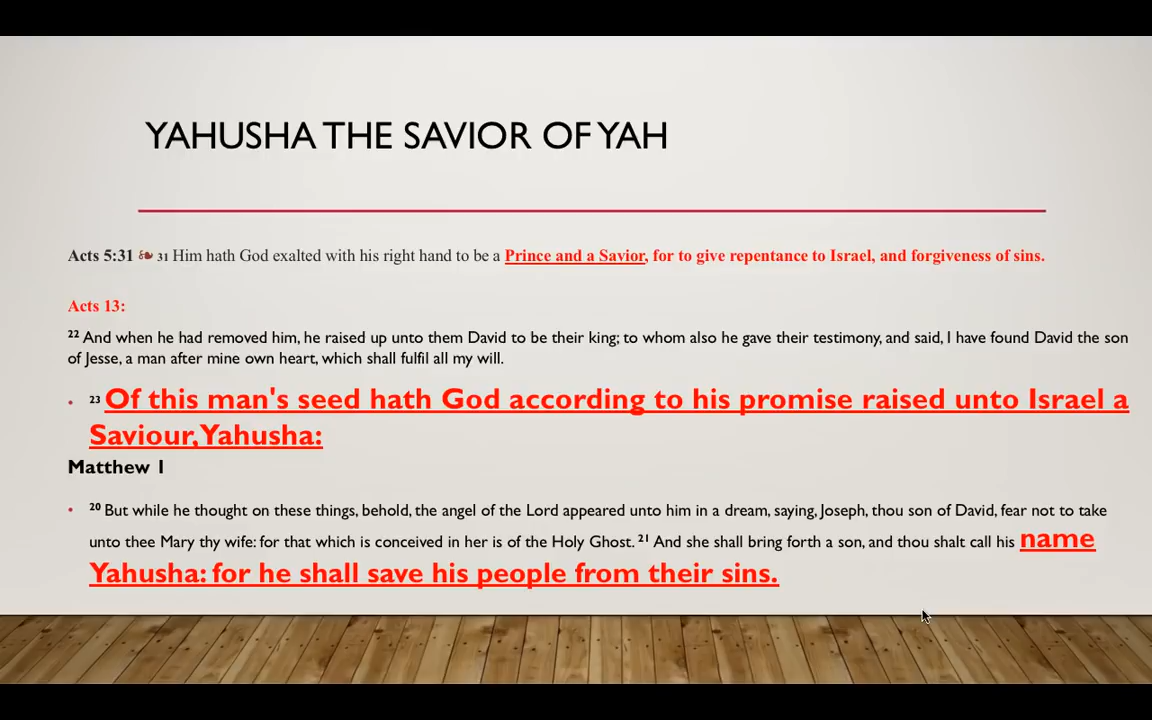 YAHUSHA THE SAVIOR OF YAH
Acts 5:31 ❧ 31 Him hath God exalted with his right hand to be a Prince and a Savior, for to give repentance to Israel, and forgiveness of sins.
Acts 13:
22 And when he had removed him, he raised up unto them David to be their king; to whom also he gave their testimony, and said, I have found David the son
of Jesse, a man after mine own heart, which shall fulfil all my will.
• 23 Of this man's seed hath God according to his promise raised unto Israel a
Saviour,Yahusha:
Matthew 1
• 20 But while he thought on these things, behold, the angel of the Lord appeared unto him in a dream, saying, Joseph, thou son of David, fear not to take
unto thee Mary thy wife: for that which is conceived in her is of the Holy Ghost. 21 And she shall bring forth a son, and thou shalt call his name
Yahusha: for he shall save his people from their sins.